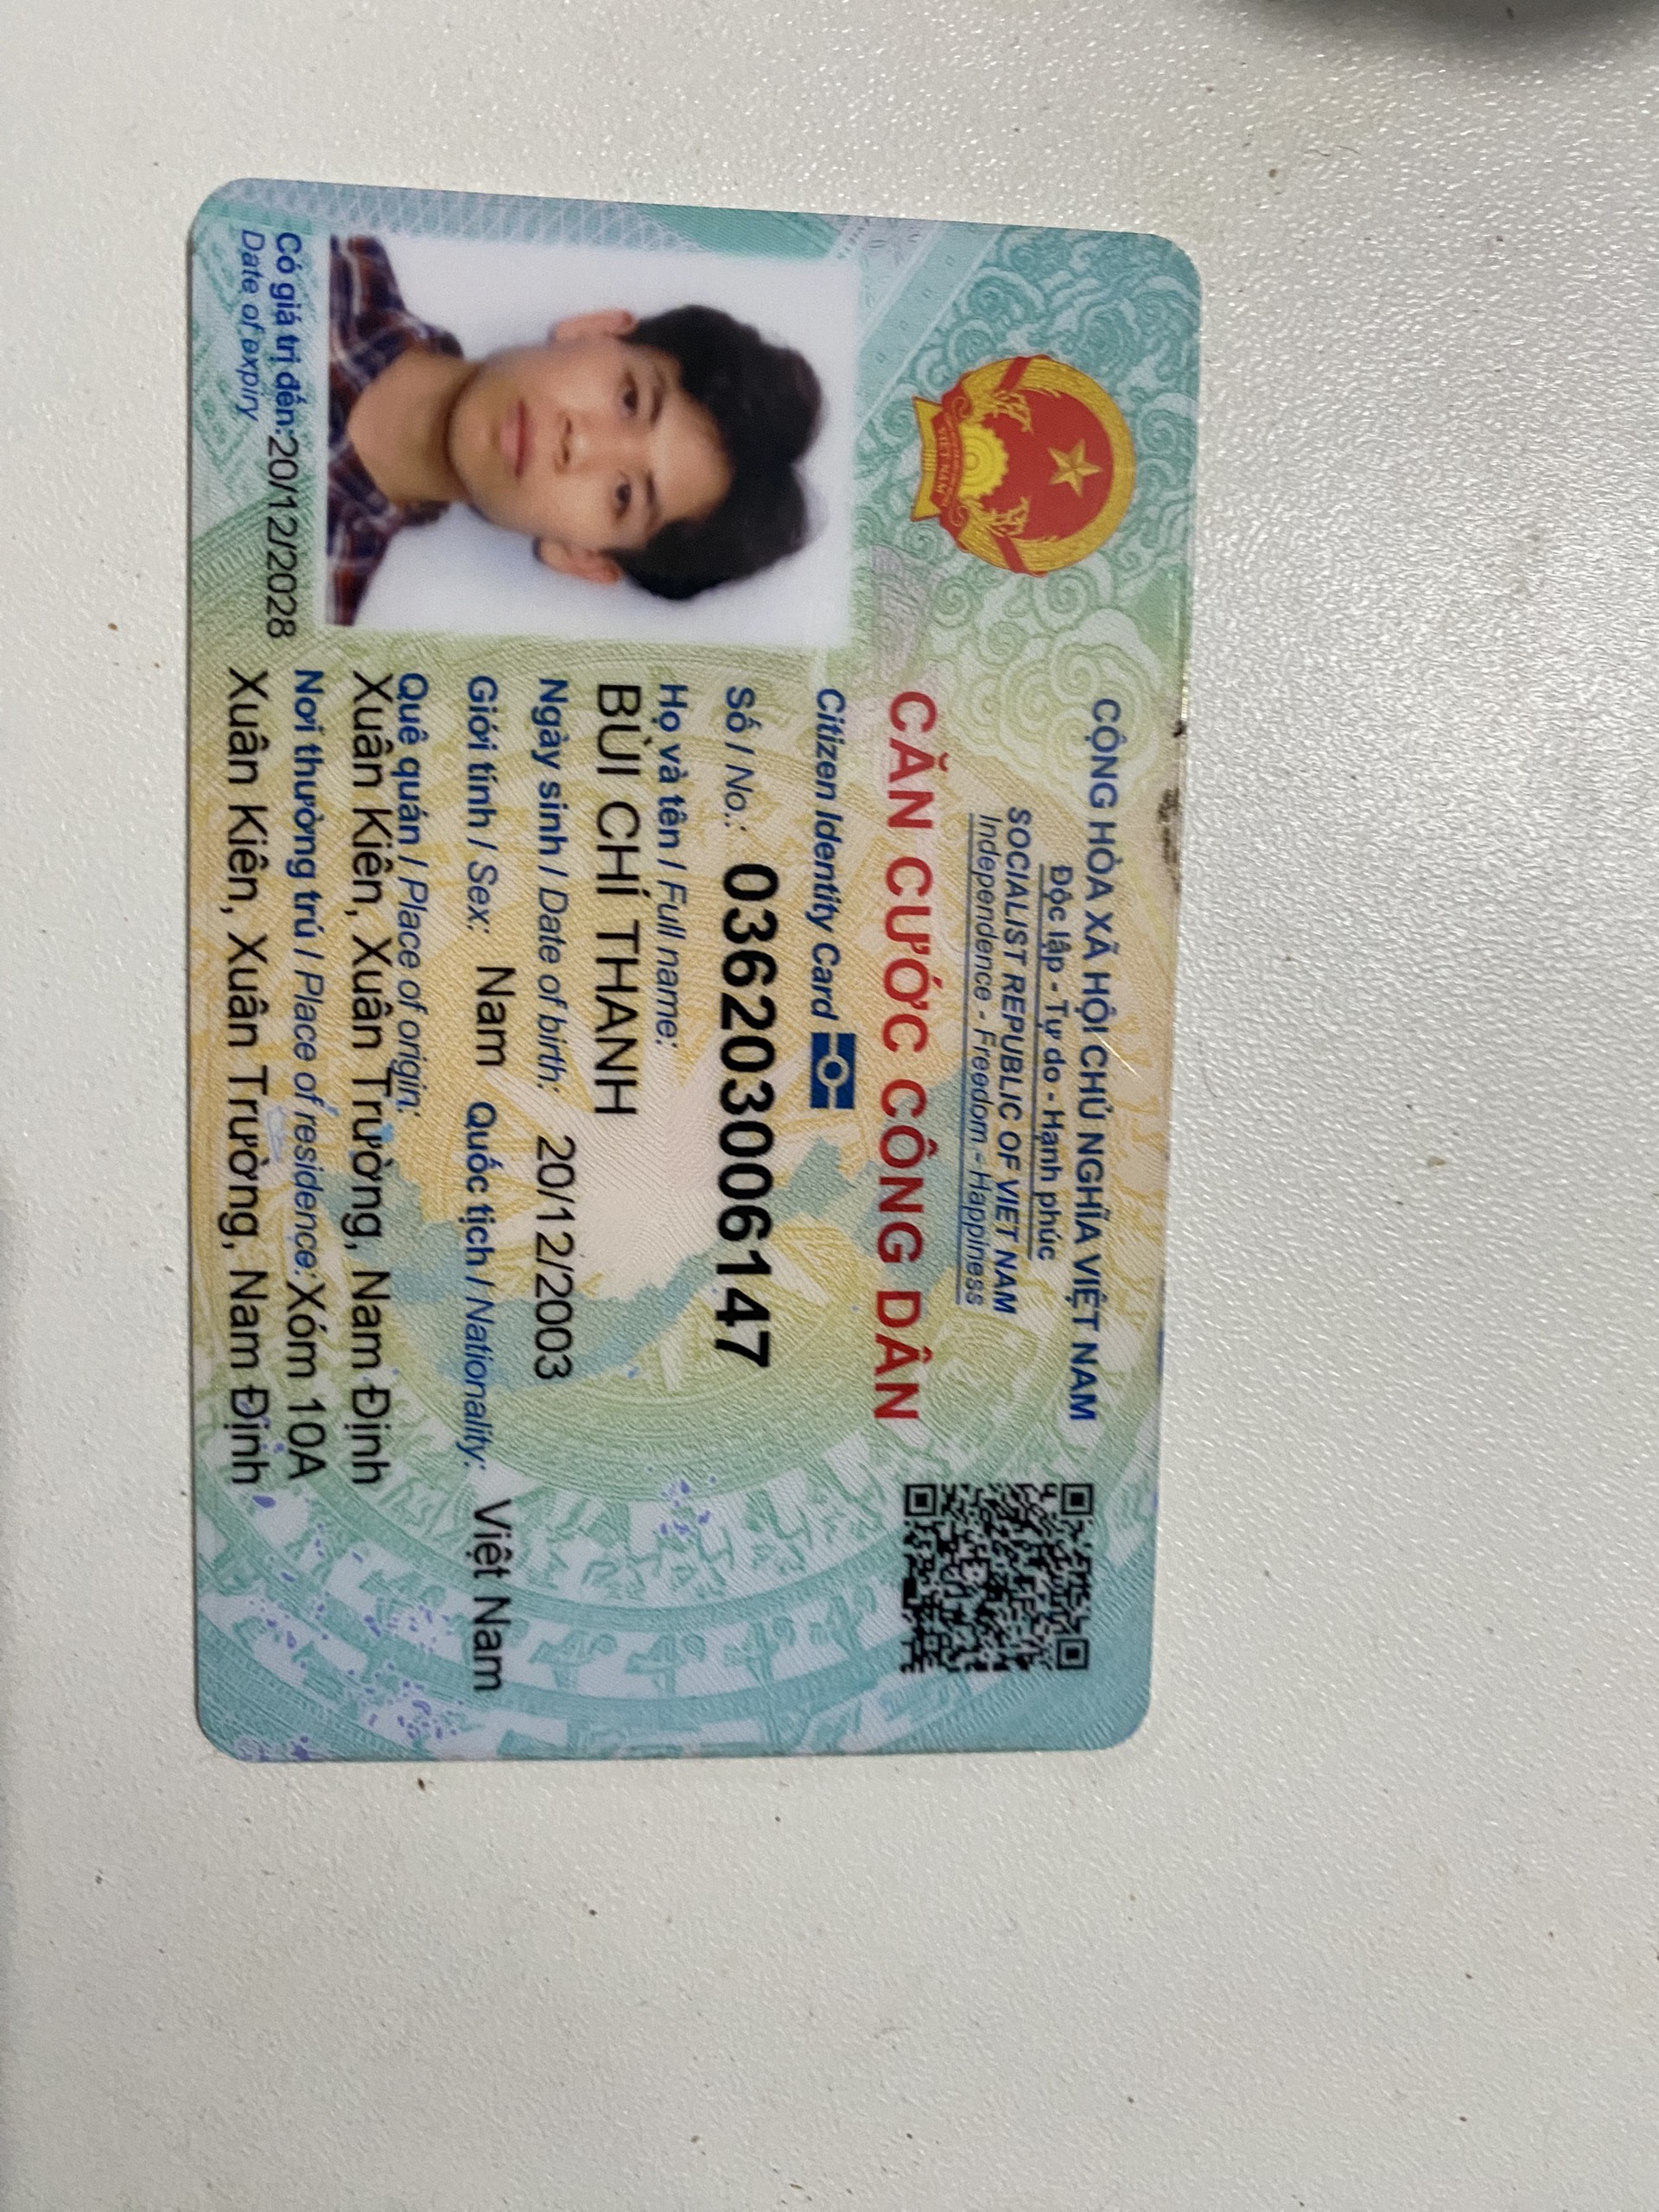 CỘNG HÒA XÃ HỘI CHỦ NGHĨA VIỆT NAM
Độc lập - Tự do - Hạnh phúc
SOCIALIST REPUBLIC OF VIET NAM
Independence - Freedom - Happiness
CĂN CƯỚC CÔNG DÂN
Citizen Identity Card
Số / No.: 036203006147
Họ và tên / Full name:
BÙI CHÍ THANH
Ngày sinh / Date of birth: 20/12/2003
Giới tính / Sex: Nam Quốc tịch / Nationality: Việt Nam
Quê quán / Place of origin:
Xuân Kiên, Xuân Trường, Nam Định
Nơi thường trú / Place of residence: Xóm 10A
Xuân Kiên, Xuân Trường, Nam Định
Có giá trị đến: 20/12/2028
Date of expiry
VIỆT NAM